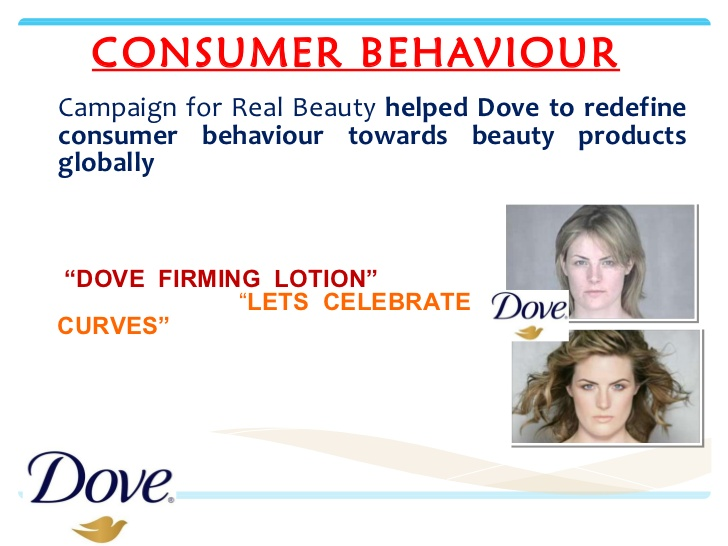 CONSUMER BEHAVIOUR
Campaign for Real Beauty helped Dove to redefine
consumer behaviour towards beauty products
globally
“DOVE FIRMING LOTION”
“LETS CELEBRATE
CURVES”
Dove
Dove